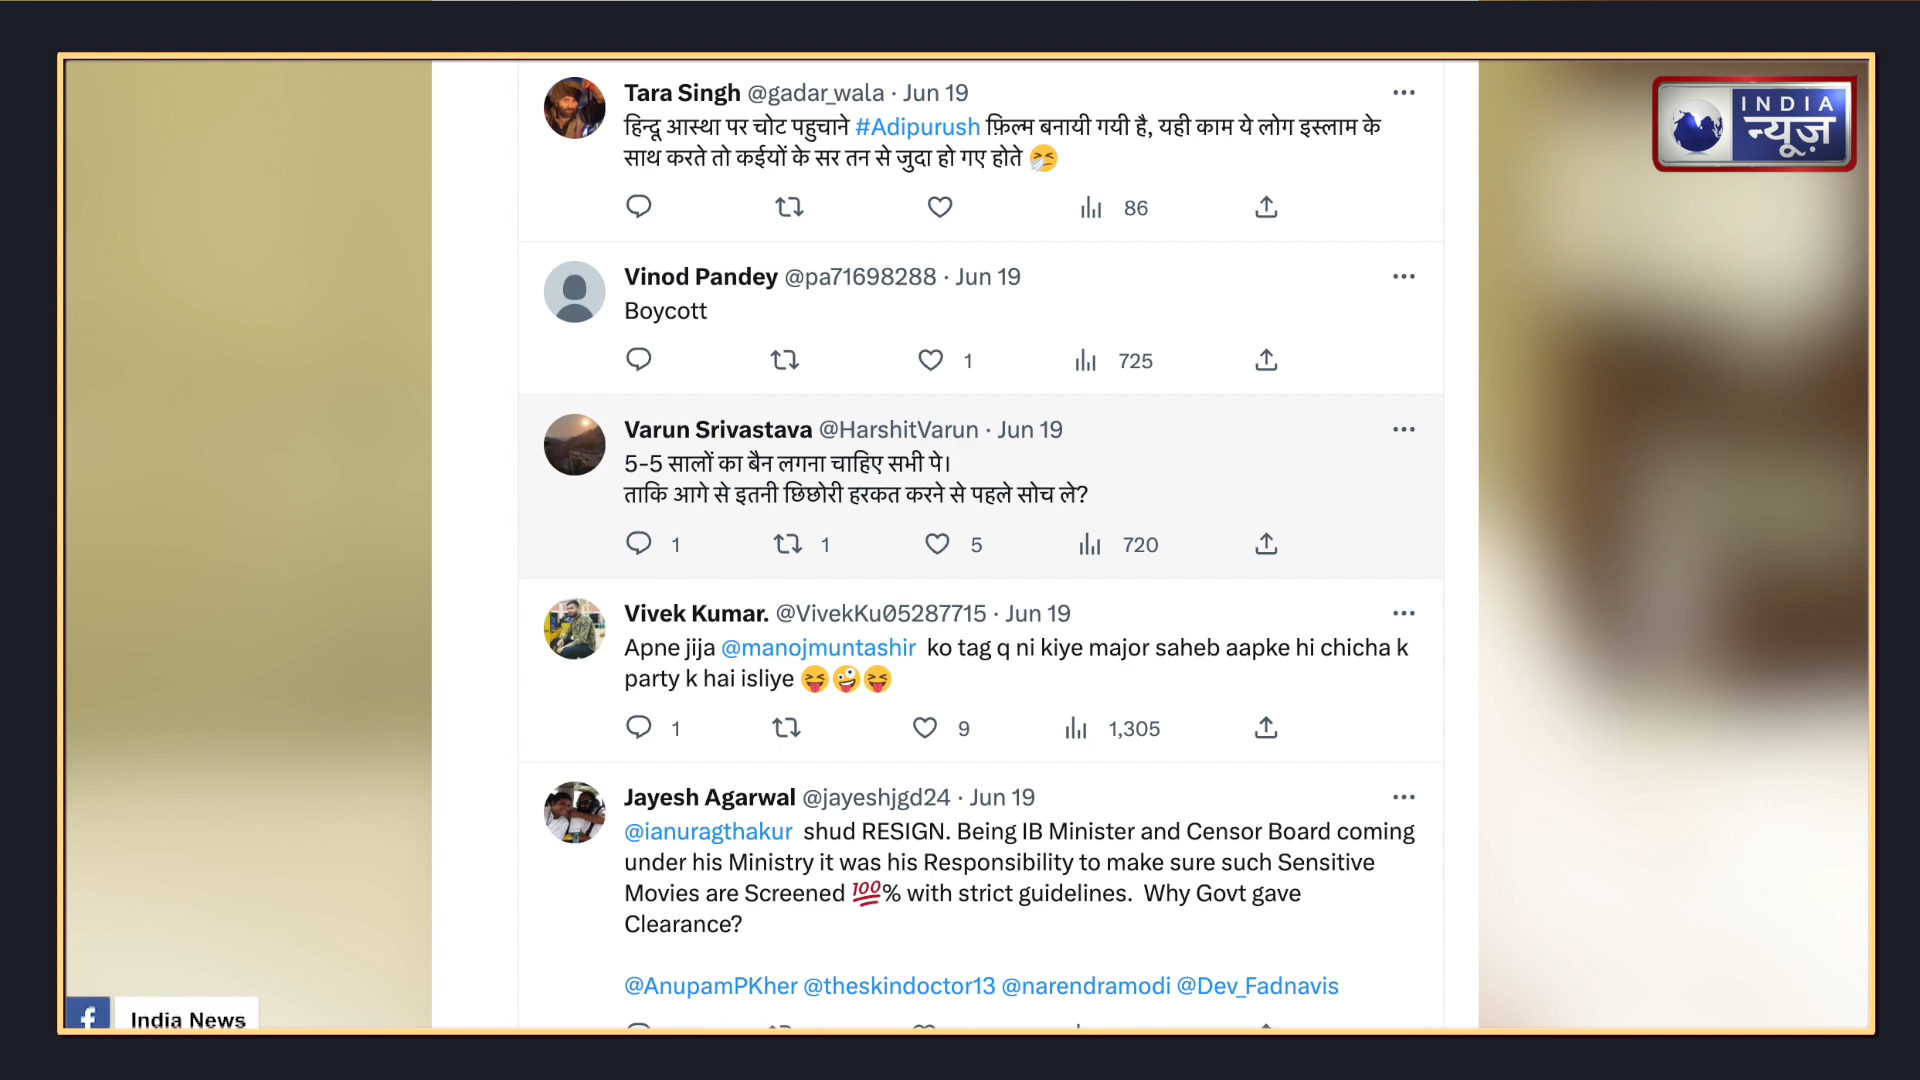 Tara Singh @gadar_wala · Jun 19
हिन्दू आस्था पर चोट पहुचाने #Adipurush फ़िल्म बनायी गयी है, यही काम ये लोग इस्लाम के
साथ करते तो कईयों के सर तन से जुदा हो गए होते 🤧
86
INDIA
न्यूज़
Vinod Pandey @pa71698288 · Jun 19
Boycott
1 725
Varun Srivastava @HarshitVarun · Jun 19
5-5 सालों का बैन लगना चाहिए सभी पे।
ताकि आगे से इतनी छिछोरी हरकत करने से पहले सोच ले?
1 1 5 720
Vivek Kumar. @VivekKu05287715 · Jun 19
Apne jija @manojmuntashir ko tag q ni kiye major saheb aapke hi chicha k
party k hai isliye 😝🤪😝
1 9 1,305
Jayesh Agarwal @jayeshjgd24 · Jun 19
@ianuragthakur shud RESIGN. Being IB Minister and Censor Board coming
under his Ministry it was his Responsibility to make sure such Sensitive
Movies are Screened 💯% with strict guidelines. Why Govt gave
Clearance?
@AnupamPKher @theskindoctor13 @narendramodi @Dev_Fadnavis
f India News